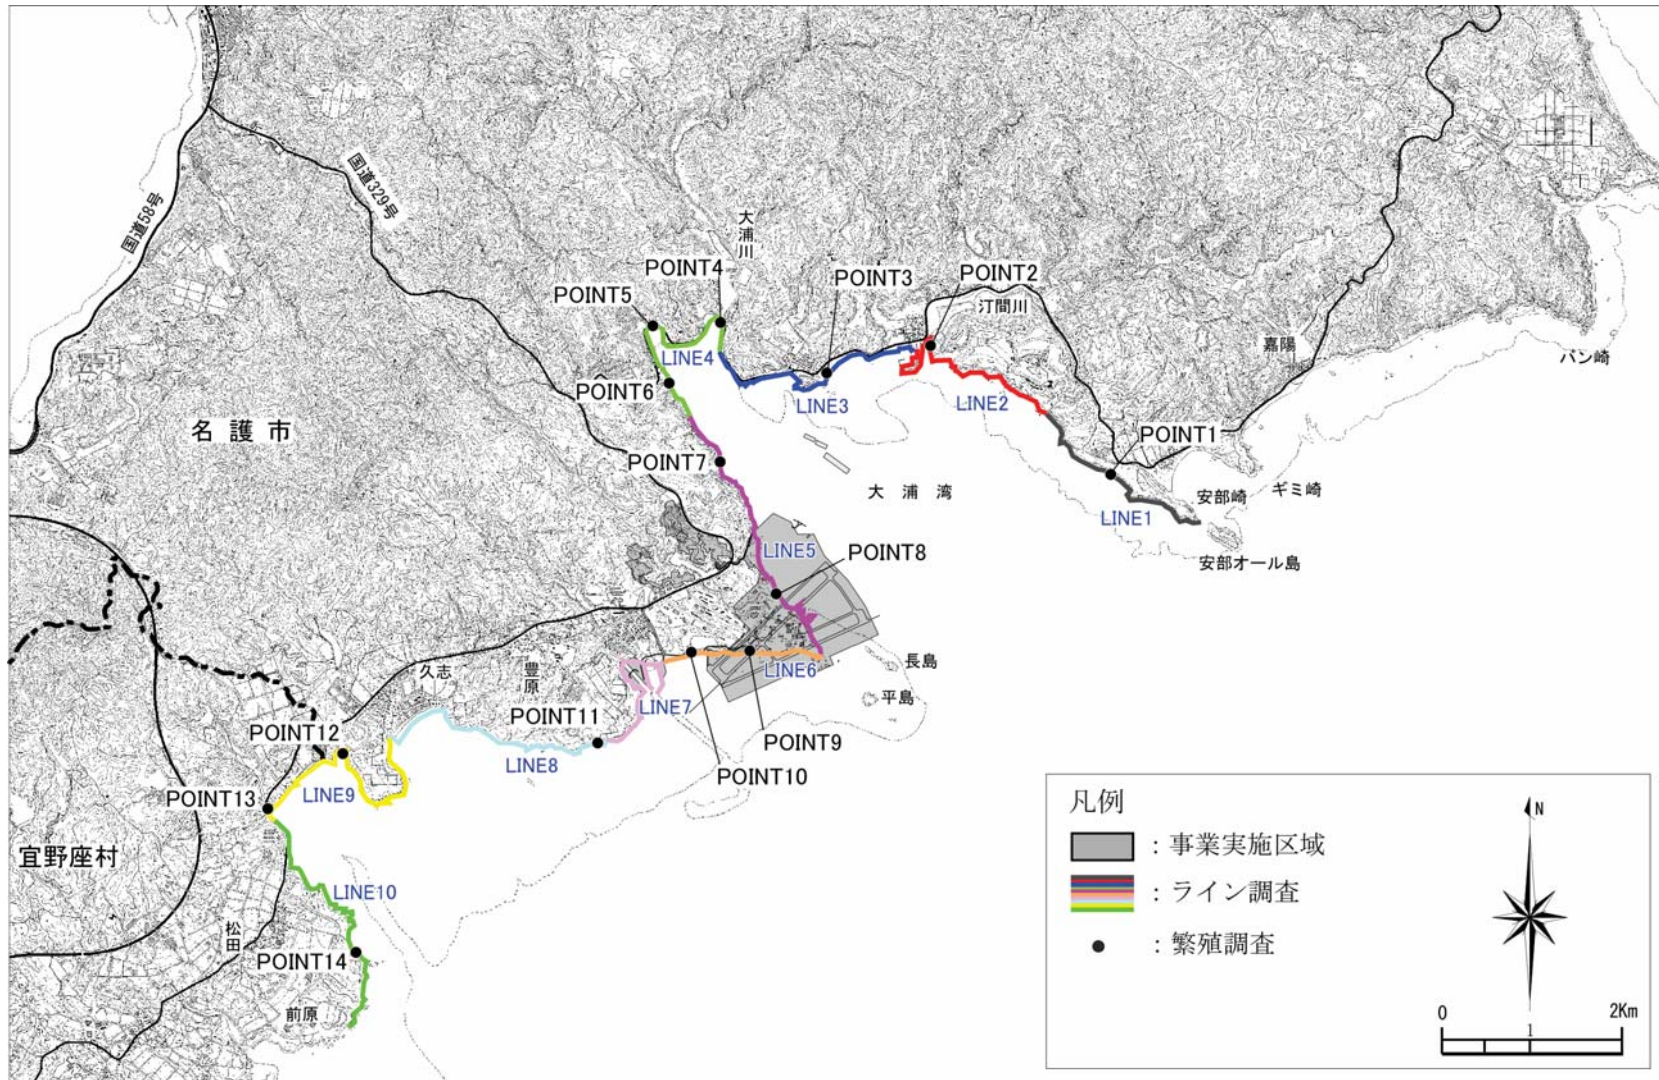 国道58号
国道329号
大浦川
POINT4
POINT5
POINT3
POINT2
汀間川
嘉陽
バン崎
LINE4
POINT6
LINE3
LINE2
名護市
POINT1
POINT7
大浦湾
安部崎
ギミ崎
LINE1
安部オール島
LINE5
POINT8
長島
平島
久志
豊原
LINE6
LINE7
POINT11
POINT9
POINT10
POINT12
LINE8
POINT13
LINE9
宜野座村
LINE10
松田
POINT14
前原
凡例
：事業実施区域
：ライン調査
：繁殖調査
N
0 1 2Km